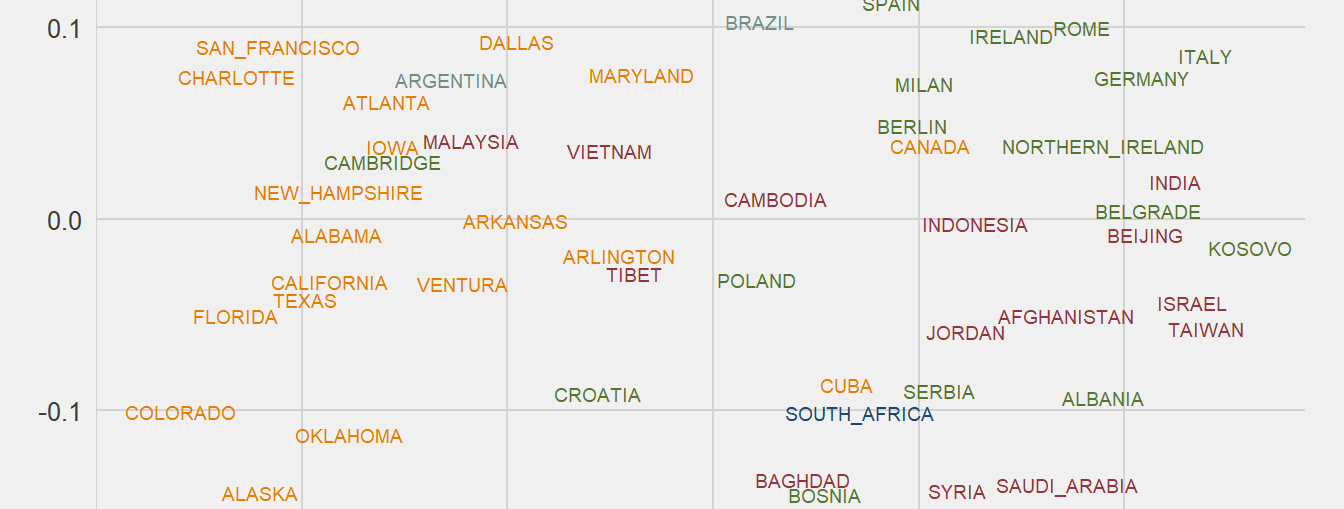 SPAIN
BRAZIL
0.1
ROME
IRELAND
DALLAS
SAN_FRANCISCO
ITALY
MARYLAND
CHARLOTTE
GERMANY
ARGENTINA
MILAN
ATLANTA
BERLIN
MALAYSIA
IOWA
CANADA
NORTHERN_IRELAND
VIETNAM
CAMBRIDGE
INDIA
NEW_HAMPSHIRE
CAMBODIA
BELGRADE
0.0
ARKANSAS
INDONESIA
ALABAMA
BEIJING
KOSOVO
ARLINGTON
TIBET
POLAND
CALIFORNIA
VENTURA
TEXAS
ISRAEL
FLORIDA
AFGHANISTAN
TAIWAN
JORDAN
CUBA
SERBIA
CROATIA
ALBANIA
-0.1
COLORADO
SOUTH_AFRICA
OKLAHOMA
BAGHDAD
SAUDI_ARABIA
SYRIA
ALASKA
BOSNIA